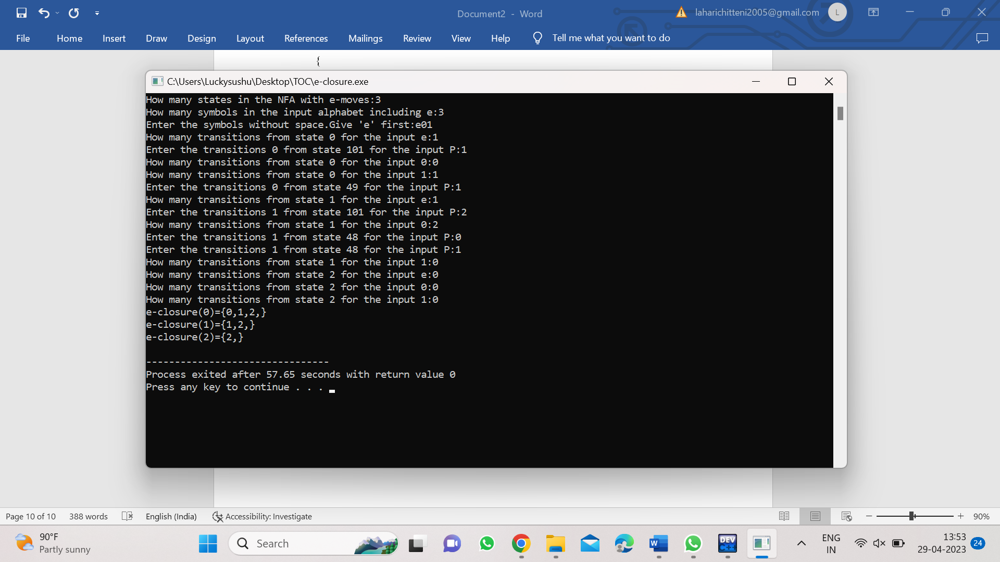 Document2 - Word
laharichitteni2005@gmail.com
L
File Home Insert Draw Design Layout References Mailings Review View Help Tell me what you want to do
{
C:\Users\Luckysushu\Desktop\TOC\e-closure.exe
How many states in the NFA with e-moves:3
How many symbols in the input alphabet including e:3
Enter the symbols without space.Give 'e' first:e01
How many transitions from state 0 for the input e:1
Enter the transitions 0 from state 101 for the input P:1
How many transitions from state 0 for the input 0:0
How many transitions from state 0 for the input 1:1
Enter the transitions 0 from state 49 for the input P:1
How many transitions from state 1 for the input e:1
Enter the transitions 1 from state 101 for the input P:2
How many transitions from state 1 for the input 0:2
Enter the transitions 1 from state 48 for the input P:0
Enter the transitions 1 from state 48 for the input P:1
How many transitions from state 1 for the input 1:0
How many transitions from state 2 for the input e:0
How many transitions from state 2 for the input 0:0
How many transitions from state 2 for the input 1:0
e-closure(0)={0,1,2,}
e-closure(1)={1,2,}
e-closure(2)={2,}
--------------------------------
Process exited after 57.65 seconds with return value 0
Press any key to continue . . .
Page 10 of 10 388 words English (India) Accessibility: Investigate 90%
90°F
Partly sunny
Search
W
DEV
C++
ENG
IN
13:53
29-04-2023
24